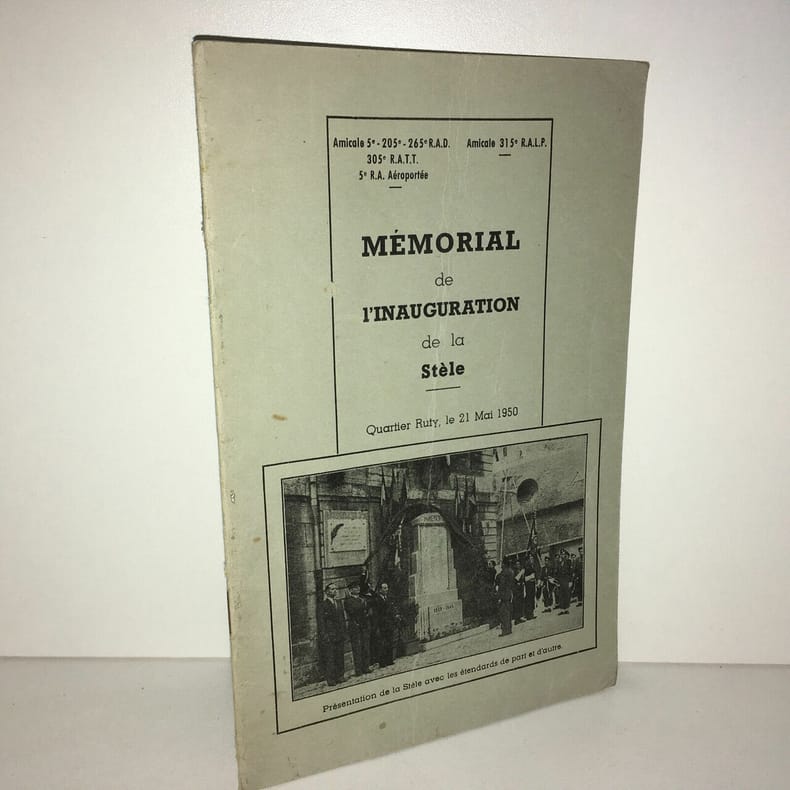 Amicale 5e - 205e - 265e R.A.D.
305e R.A.T.T.
5e R.A. Aéroportée
Amicale 315e R.A.L.P.
MÉMORIAL
de
l'INAUGURATION
de la
Stèle
Quartier Ruty, le 21 Mai 1950
Présentation de la Stèle avec les étendards de part et d'autre.